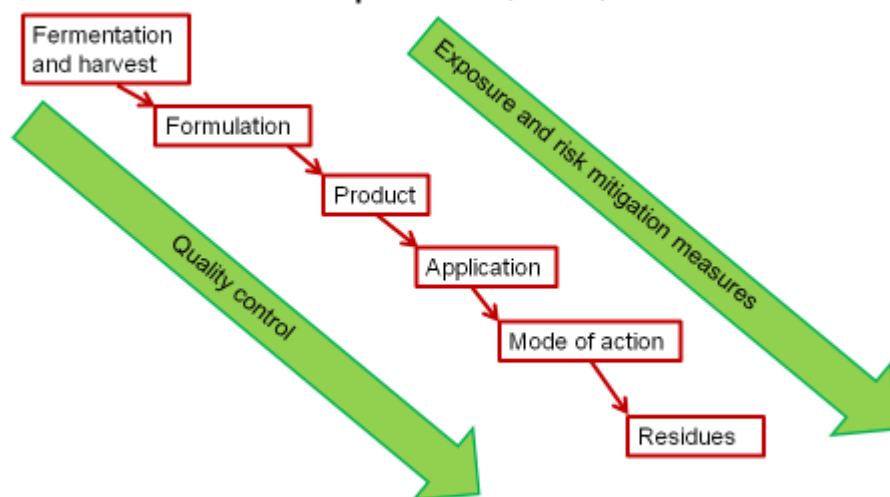 Fermentation
and harvest
Formulation
Product
Application
Mode of action
Residues
Quality control
Exposure and risk mitigation measures